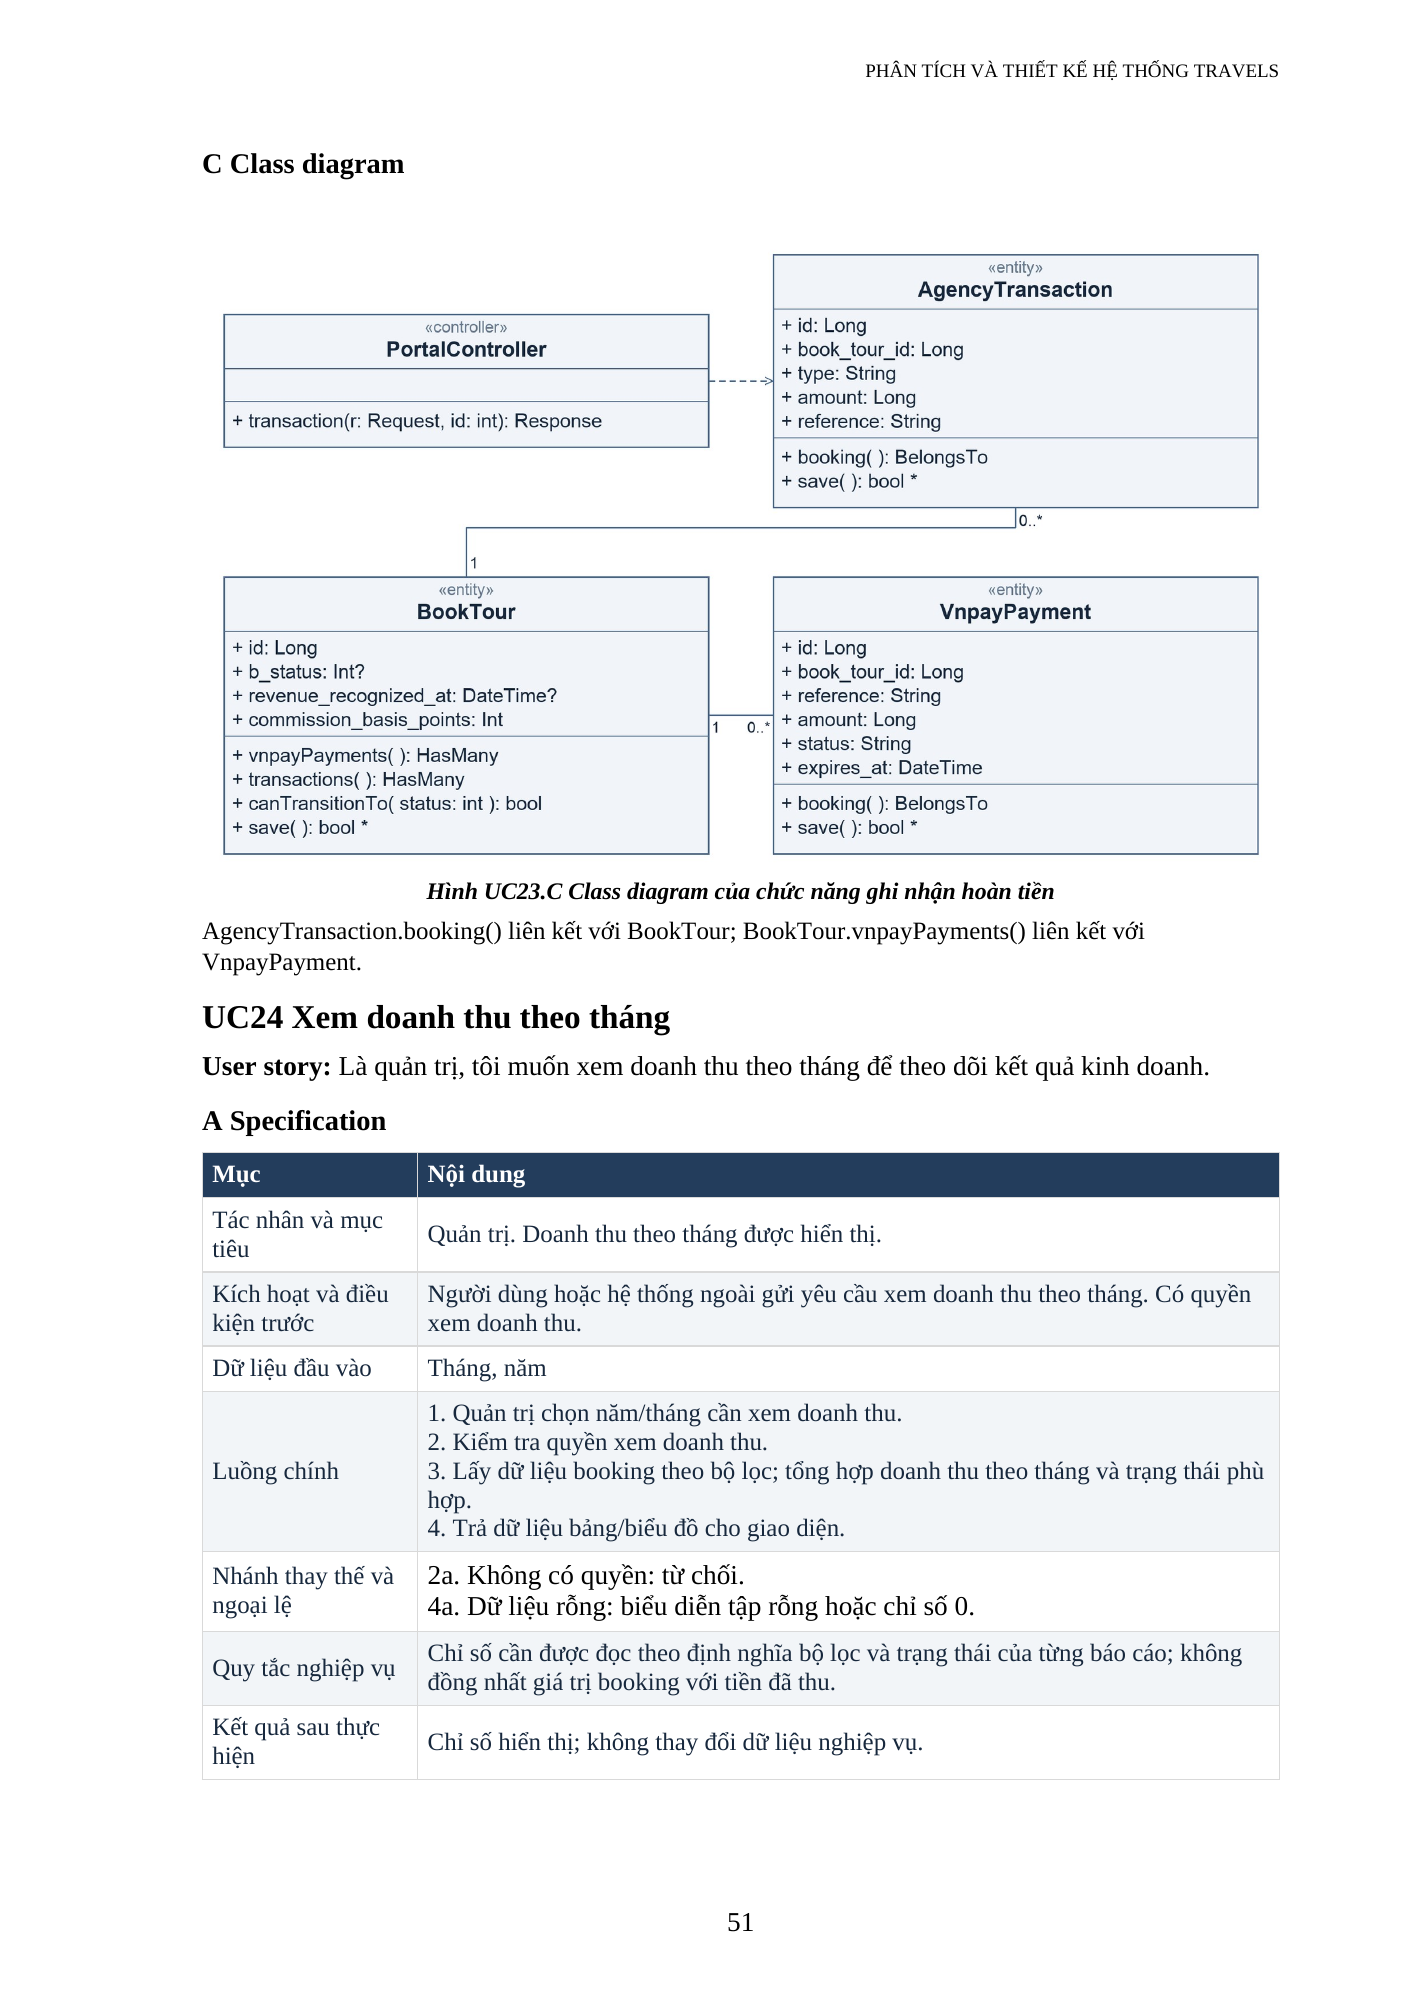 PHÂN TÍCH VÀ THIẾT KẾ HỆ THỐNG TRAVELS
C Class diagram
«entity»
AgencyTransaction
+ id: Long
+ book_tour_id: Long
+ type: String
+ amount: Long
+ reference: String
+ booking( ): BelongsTo
+ save( ): bool *
«controller»
PortalController
+ transaction(r: Request, id: int): Response
0..*
1
«entity»
BookTour
+ id: Long
+ b_status: Int?
+ revenue_recognized_at: DateTime?
+ commission_basis_points: Int
+ vnpayPayments( ): HasMany
+ transactions( ): HasMany
+ canTransitionTo( status: int ): bool
+ save( ): bool *
1 0..*
«entity»
VnpayPayment
+ id: Long
+ book_tour_id: Long
+ reference: String
+ amount: Long
+ status: String
+ expires_at: DateTime
+ booking( ): BelongsTo
+ save( ): bool *
Hình UC23.C Class diagram của chức năng ghi nhận hoàn tiền
AgencyTransaction.booking() liên kết với BookTour; BookTour.vnpayPayments() liên kết với
VnpayPayment.
UC24 Xem doanh thu theo tháng
User story: Là quản trị, tôi muốn xem doanh thu theo tháng để theo dõi kết quả kinh doanh.
A Specification
Mục
Nội dung
Tác nhân và mục
tiêu
Quản trị. Doanh thu theo tháng được hiển thị.
Kích hoạt và điều
kiện trước
Người dùng hoặc hệ thống ngoài gửi yêu cầu xem doanh thu theo tháng. Có quyền
xem doanh thu.
Dữ liệu đầu vào
Tháng, năm
Luồng chính
1. Quản trị chọn năm/tháng cần xem doanh thu.
2. Kiểm tra quyền xem doanh thu.
3. Lấy dữ liệu booking theo bộ lọc; tổng hợp doanh thu theo tháng và trạng thái phù
hợp.
4. Trả dữ liệu bảng/biểu đồ cho giao diện.
Nhánh thay thế và
ngoại lệ
2a. Không có quyền: từ chối.
4a. Dữ liệu rỗng: biểu diễn tập rỗng hoặc chỉ số 0.
Quy tắc nghiệp vụ
Chỉ số cần được đọc theo định nghĩa bộ lọc và trạng thái của từng báo cáo; không
đồng nhất giá trị booking với tiền đã thu.
Kết quả sau thực
hiện
Chỉ số hiển thị; không thay đổi dữ liệu nghiệp vụ.
51